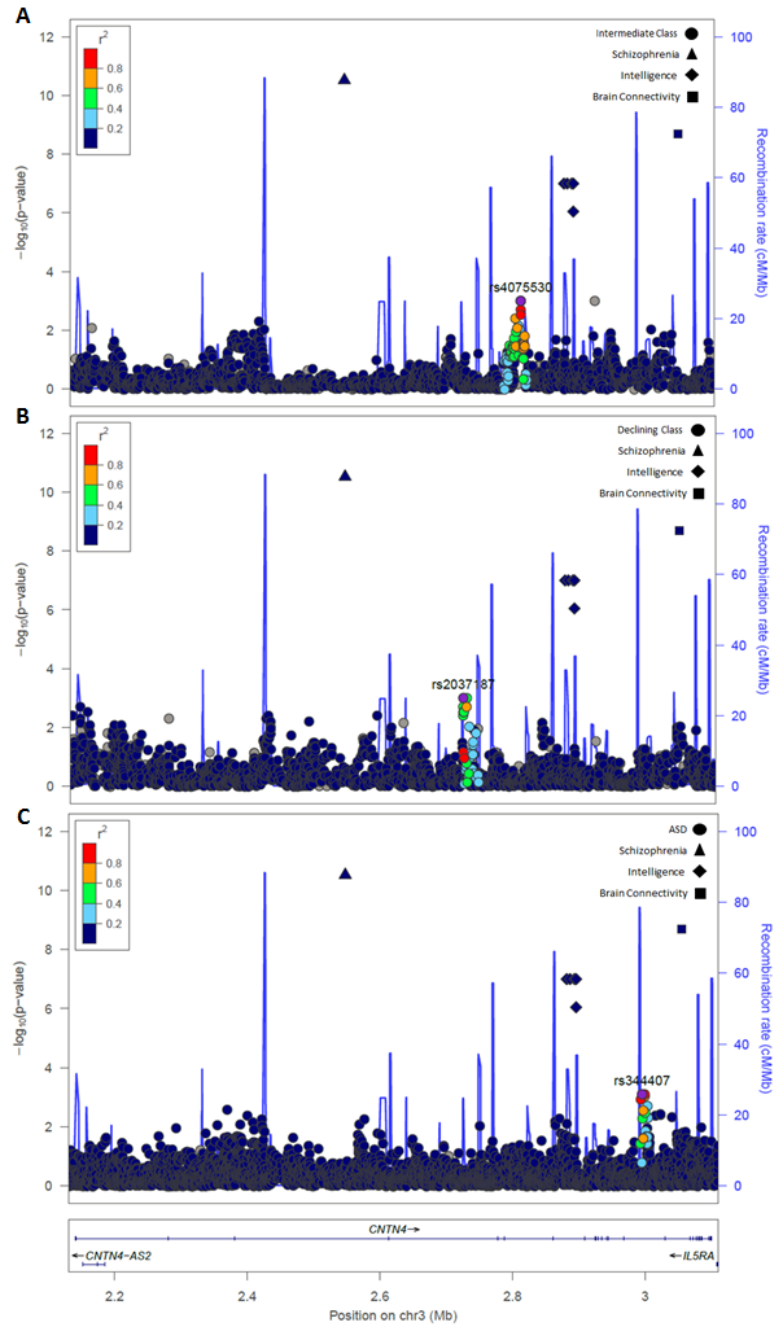 A
r2
0.8
0.6
0.4
0.2
Intermediate Class
Schizophrenia
Intelligence
Brain Connectivity
12
10
8
6
4
2
0
100
80
60
40
20
0
−log10(p-value)
Recombination rate (cM/Mb)
rs4075530
B
r2
0.8
0.6
0.4
0.2
Declining Class
Schizophrenia
Intelligence
Brain Connectivity
12
10
8
6
4
2
0
100
80
60
40
20
0
−log10(p-value)
Recombination rate (cM/Mb)
rs2037187
C
r2
0.8
0.6
0.4
0.2
ASD
Schizophrenia
Intelligence
Brain Connectivity
12
10
8
6
4
2
0
100
80
60
40
20
0
−log10(p-value)
Recombination rate (cM/Mb)
rs344407
CNTN4→
←CNTN4−AS2
←IL5RA
2.2
2.4
2.6
2.8
3
Position on chr3 (Mb)